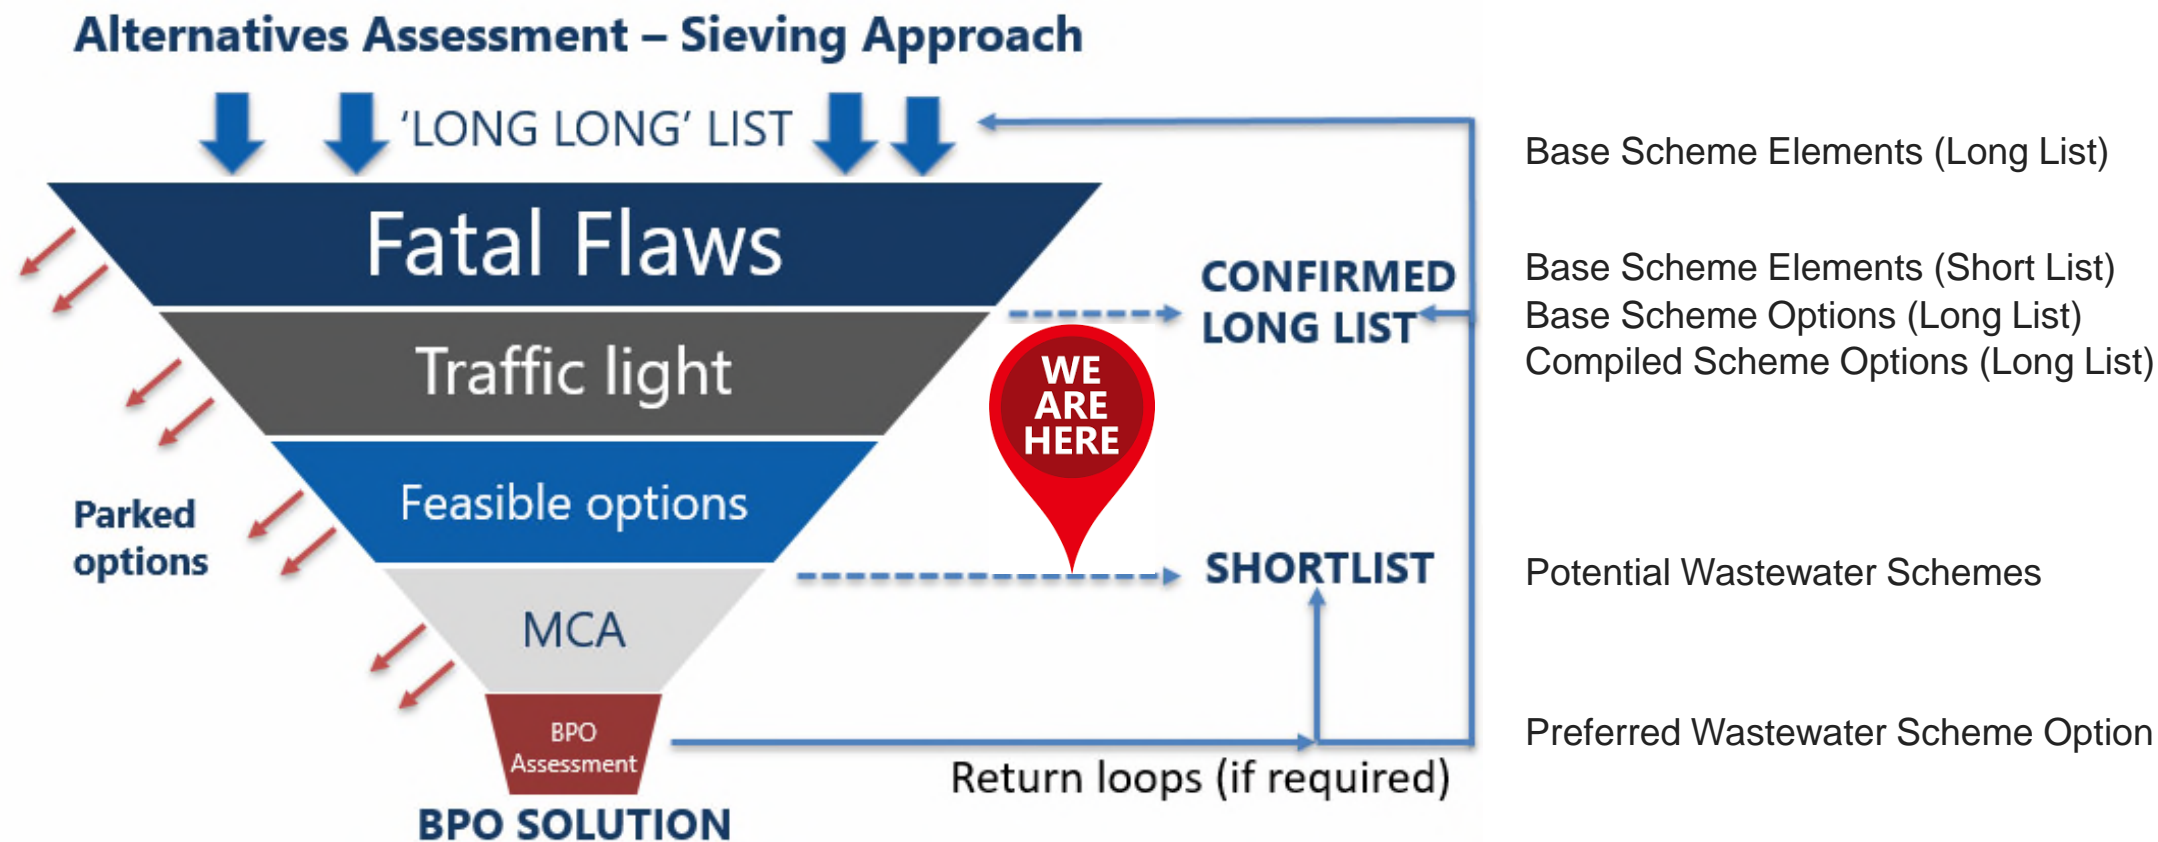 Alternatives Assessment – Sieving Approach
‘LONG LONG’ LIST
Base Scheme Elements (Long List)
Fatal Flaws
CONFIRMED
LONG LIST
Base Scheme Elements (Short List)
Base Scheme Options (Long List)
Compiled Scheme Options (Long List)
Traffic light
WE
ARE
HERE
Feasible options
Parked
options
SHORTLIST
Potential Wastewater Schemes
MCA
BPO
Assessment
Preferred Wastewater Scheme Option
Return loops (if required)
BPO SOLUTION